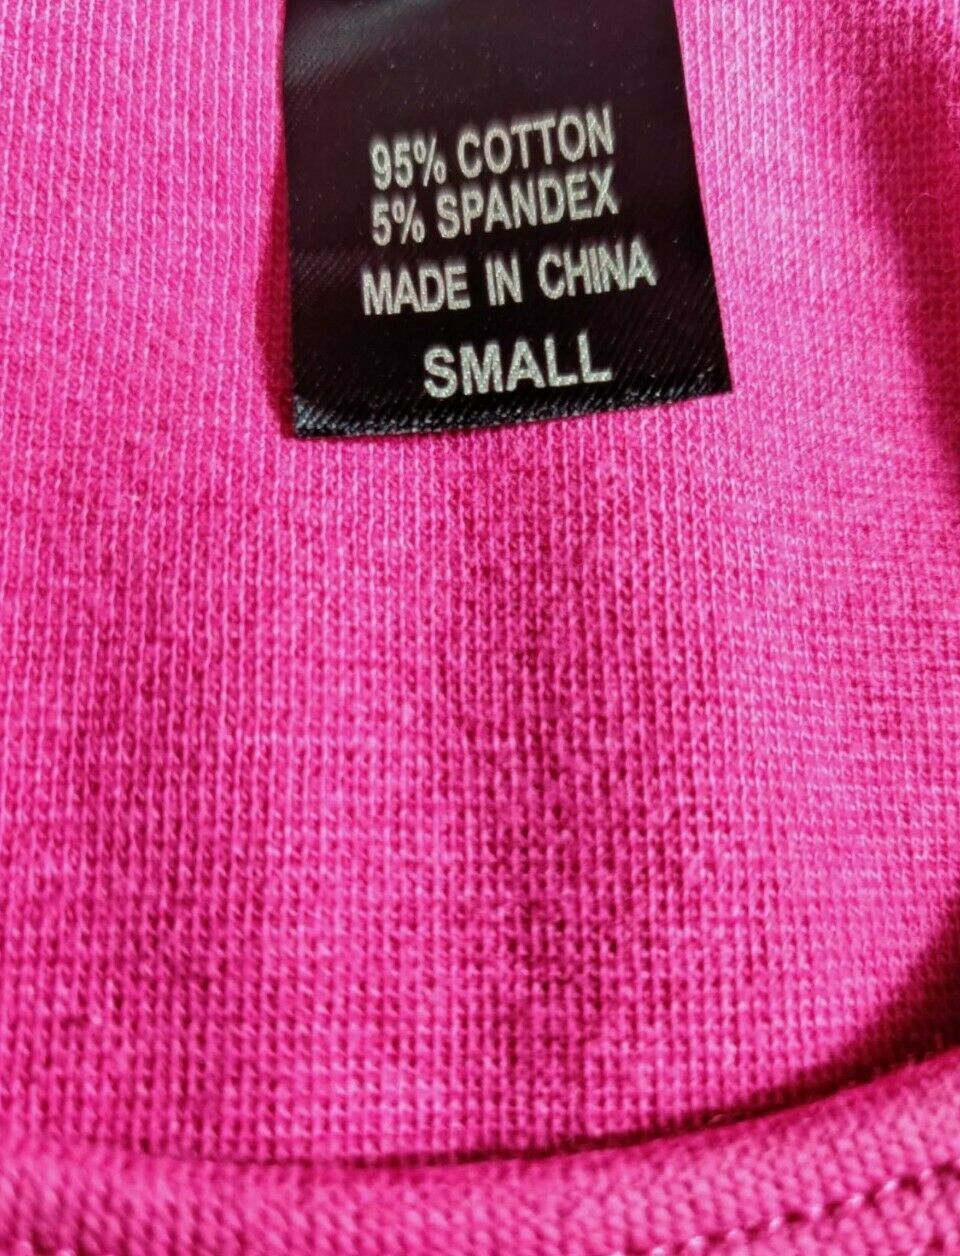 95% COTTON
5% SPANDEX
MADE IN CHINA
SMALL